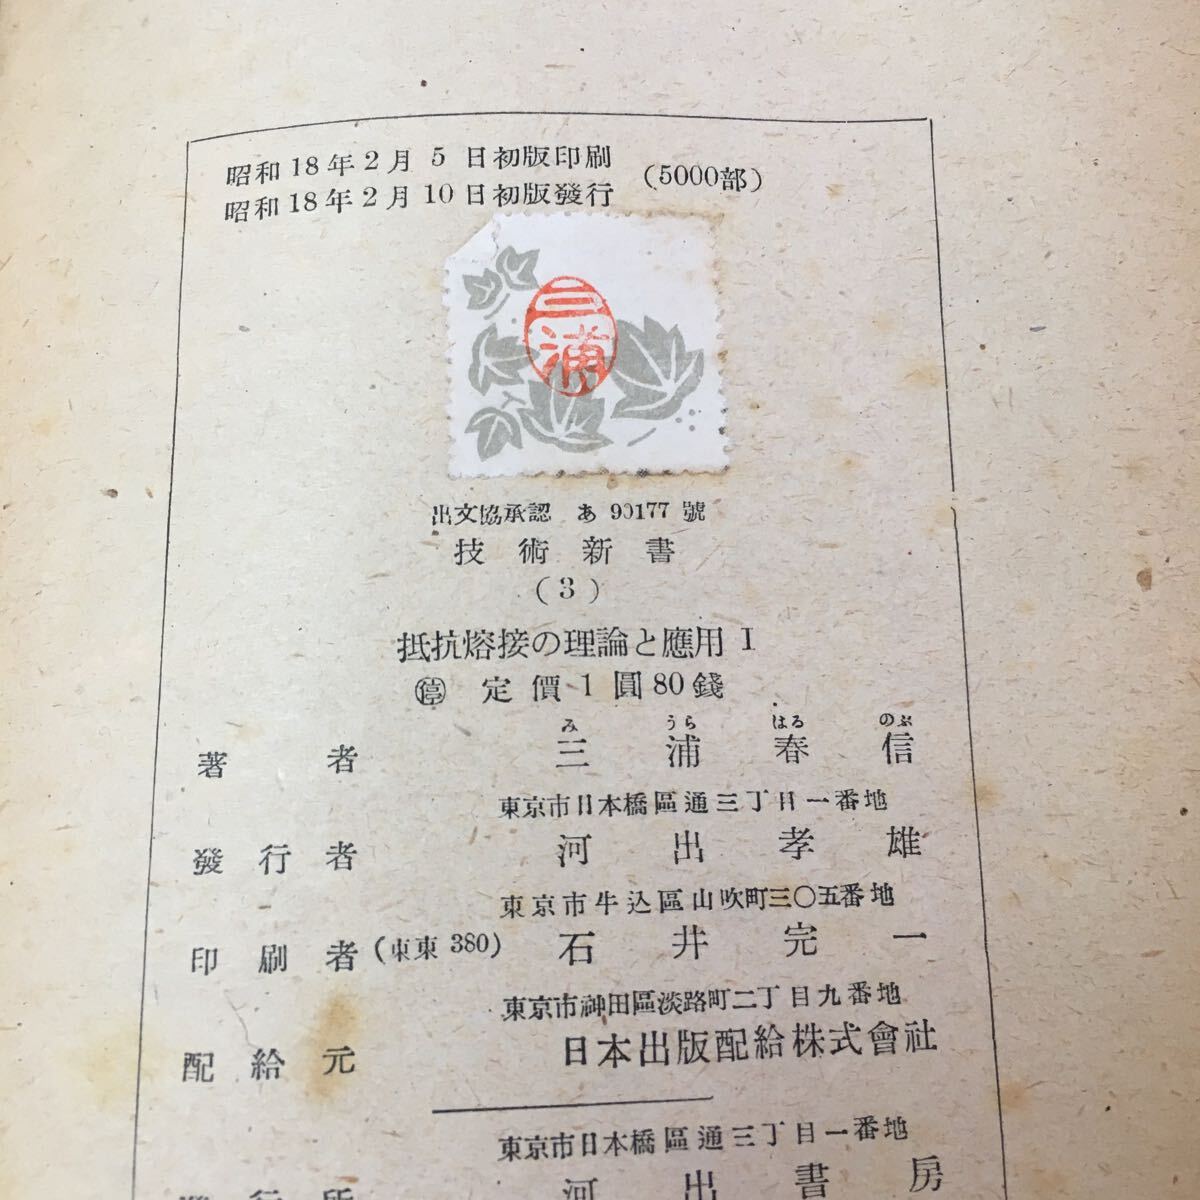 昭和18年2月5日初版印刷
昭和18年2月10日初版發行
(5000部)
三浦
出文協承認 あ 90177 號
技術新書
(3)
抵抗熔接の理論と應用 I
停 定價 1 圓 80 錢
み うら はる のぶ
著者 三浦春信
東京市日本橋區通三丁目一番地
發行者 河出孝雄
東京市牛込區山吹町三〇五番地
印刷者 (東東 380) 石井完一
東京市神田區淡路町二丁目九番地
配給元 日本出版配給株式會社
東京市日本橋區通三丁目一番地
發行所 河出書房